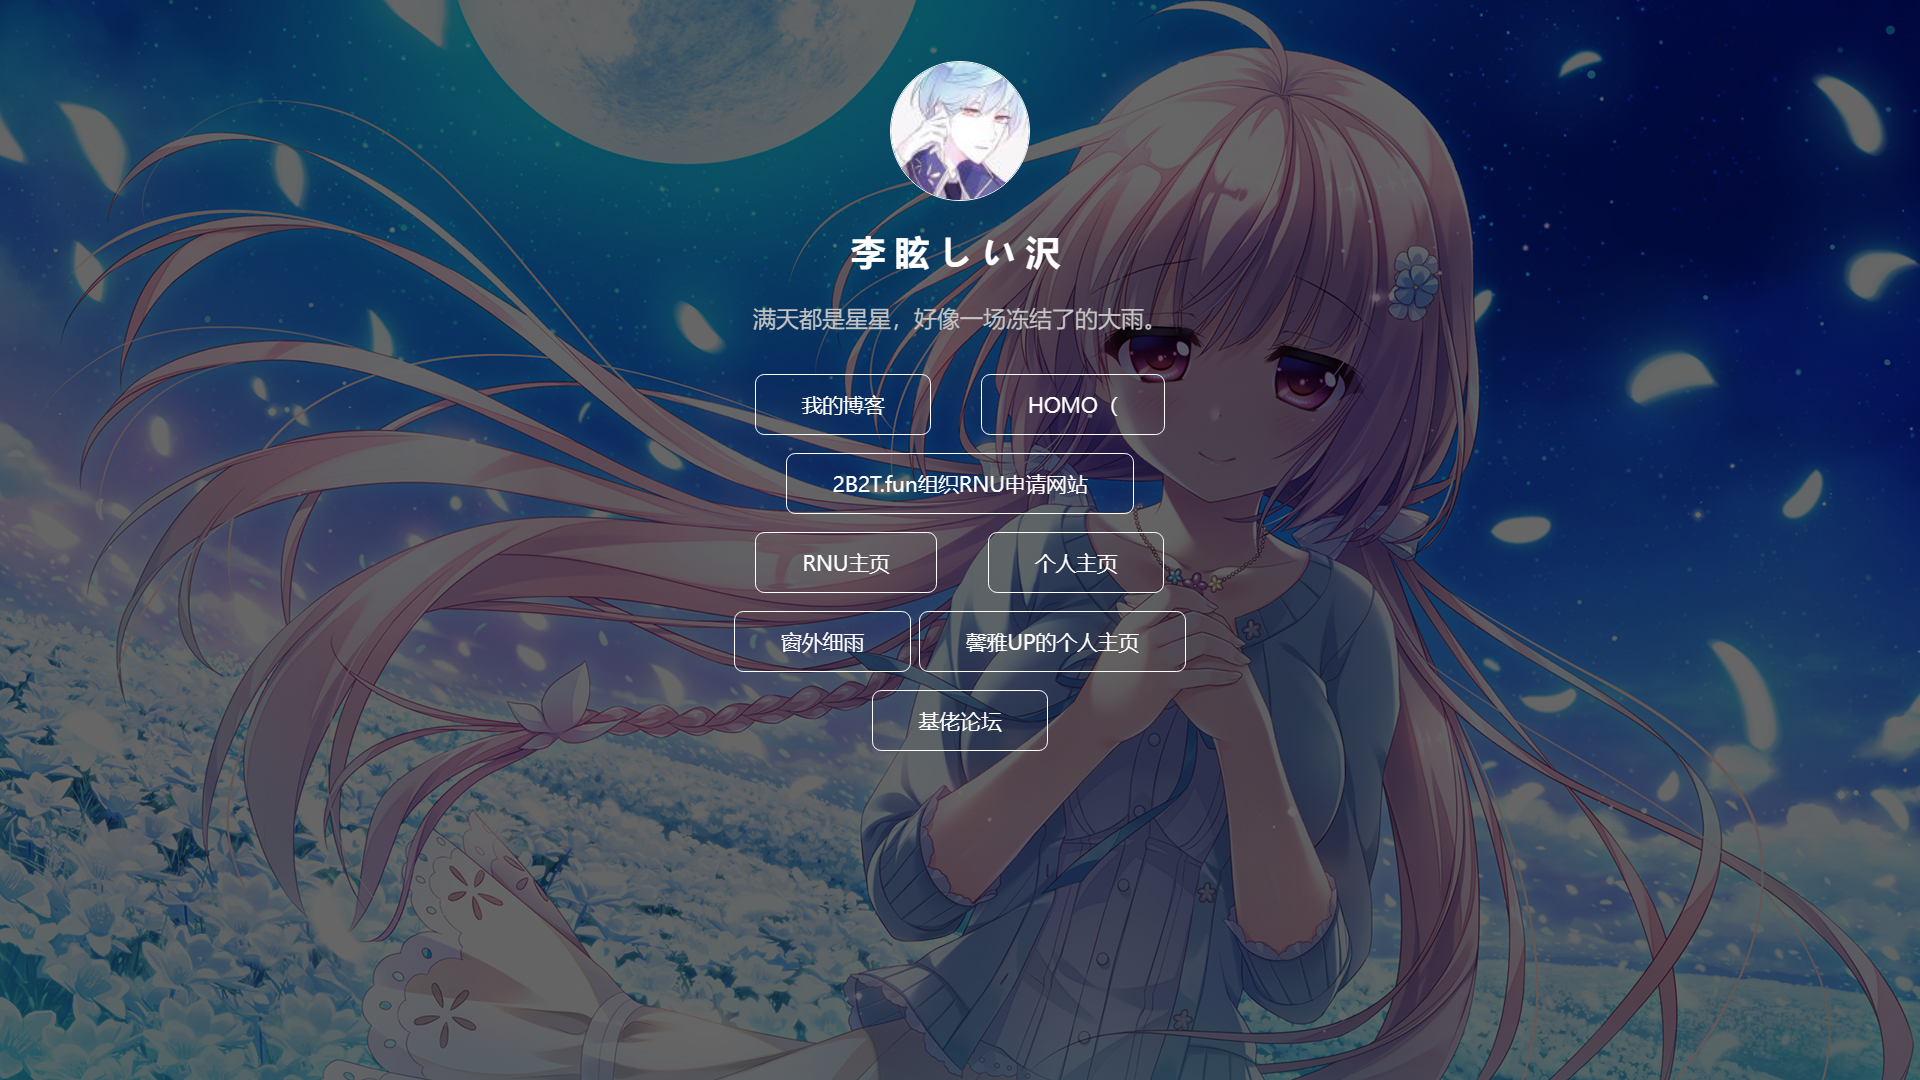 李眩しい沢
满天都是星星，好像一场冻结了的大雨。
我的博客
HOMO（
2B2T.fun组织RNU申请网站
RNU主页
个人主页
窗外细雨
馨雅UP的个人主页
基佬论坛